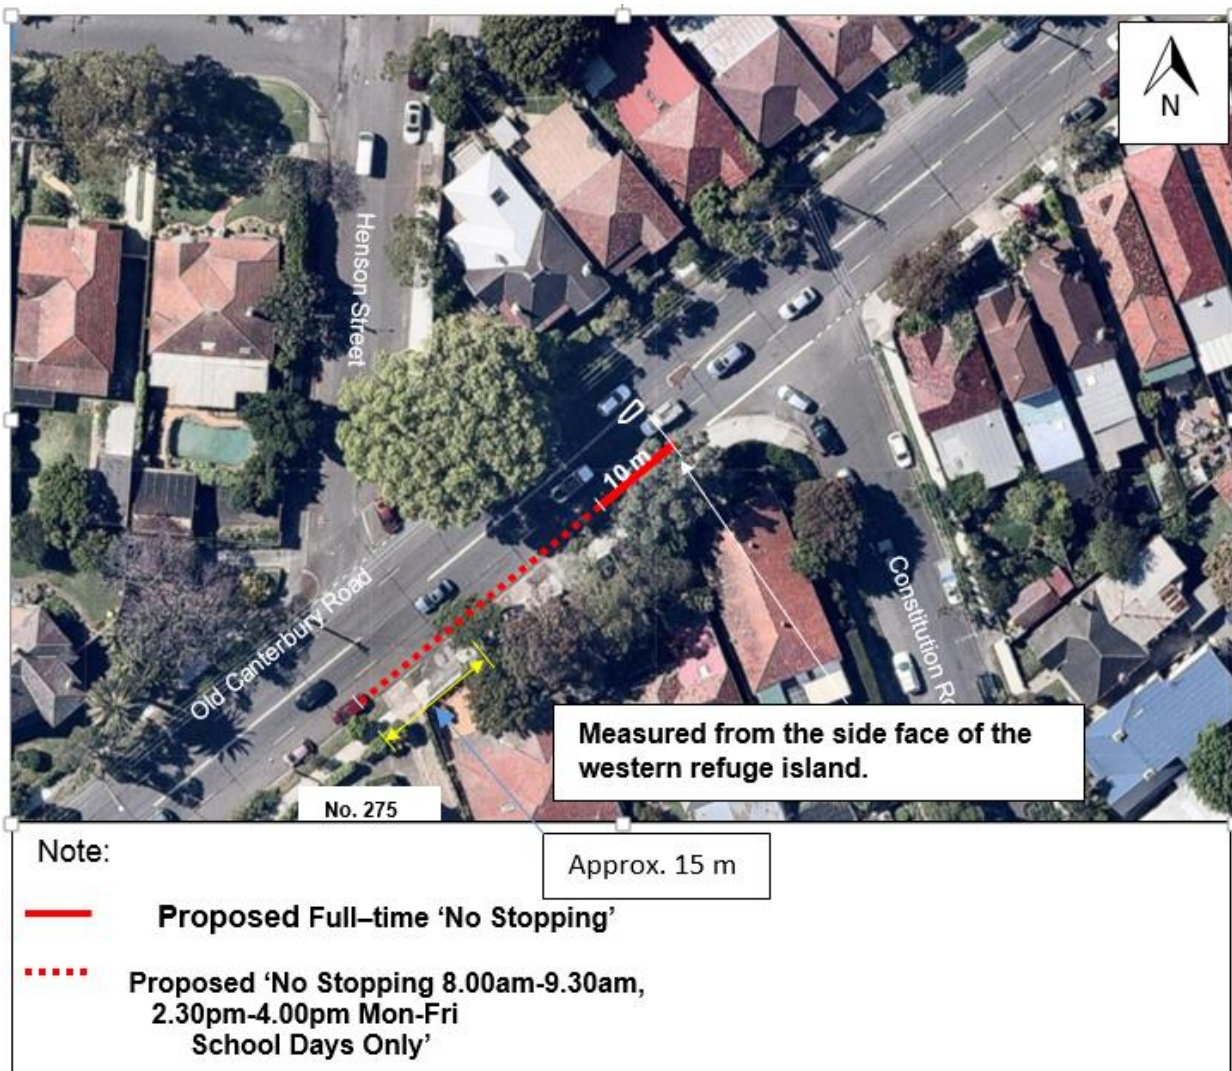 N
Henson Street
10 m
Old Canterbury Road
Constitution Ro
Measured from the side face of the
western refuge island.
No. 275
Approx. 15 m
Note:
Proposed Full–time ‘No Stopping’
Proposed ‘No Stopping 8.00am-9.30am,
2.30pm-4.00pm Mon-Fri
School Days Only’